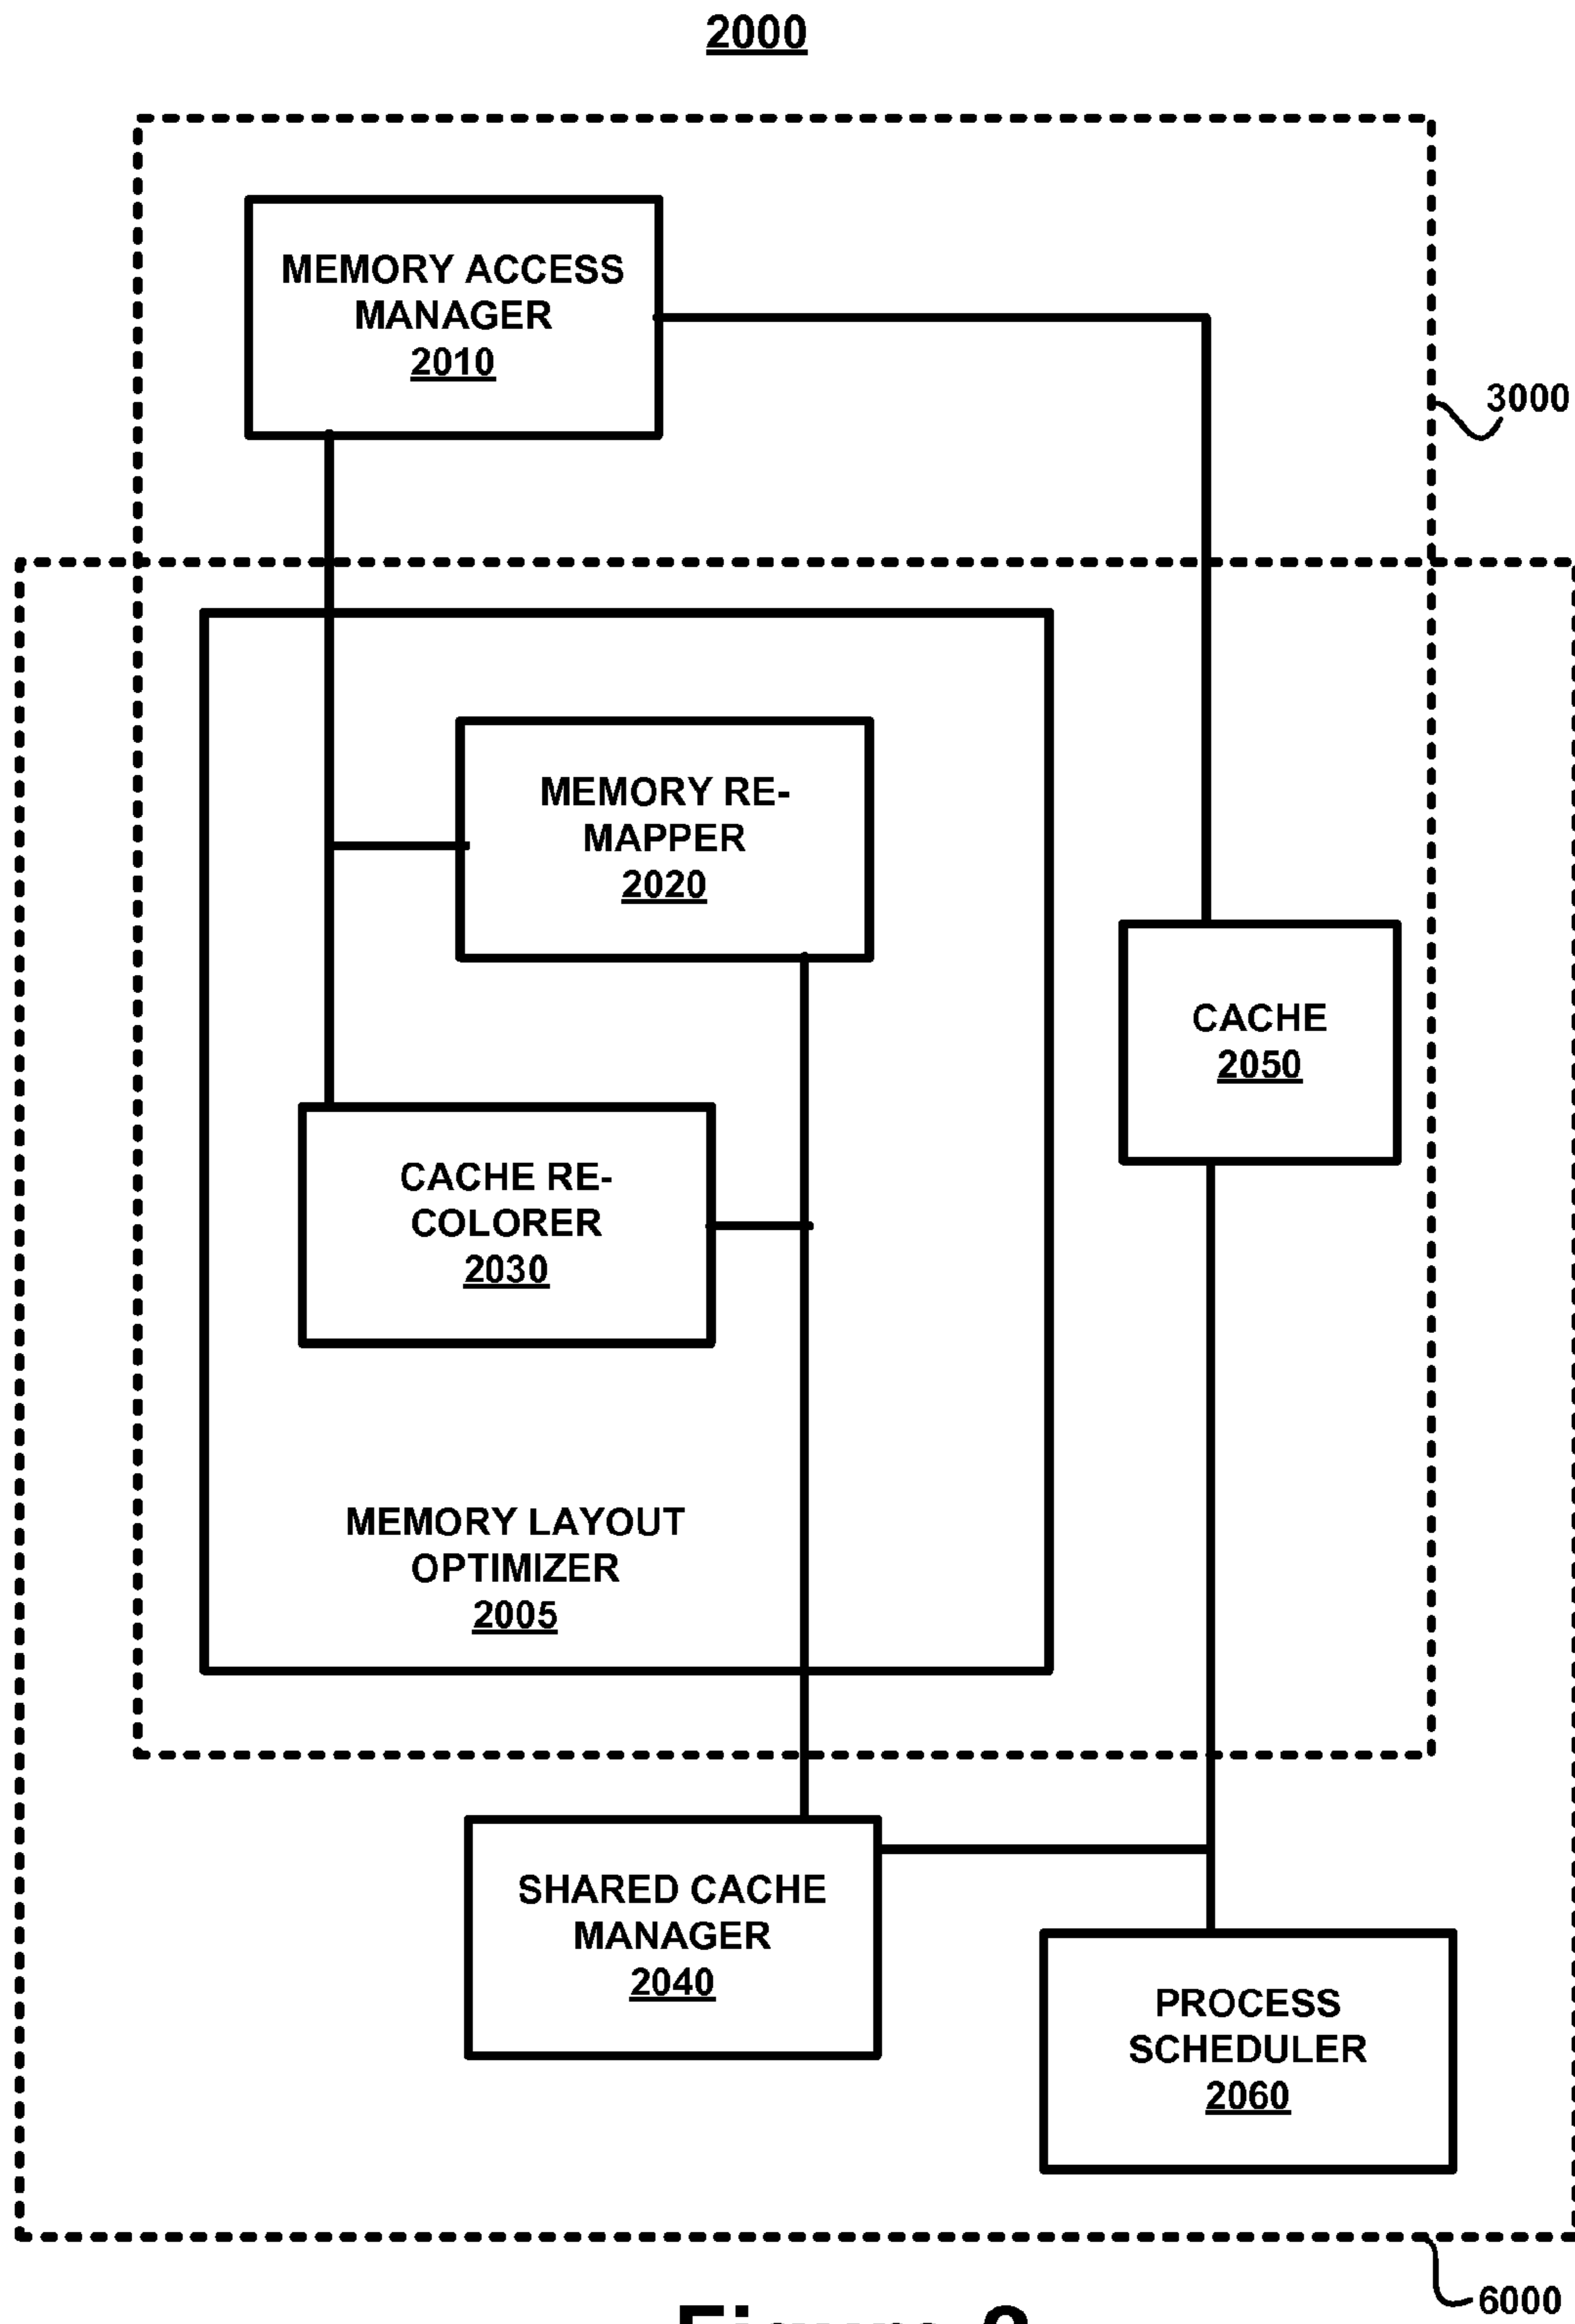 2000
MEMORY ACCESS
MANAGER
2010
3000
MEMORY RE-
MAPPER
2020
CACHE
2050
CACHE RE-
COLORER
2030
MEMORY LAYOUT
OPTIMIZER
2005
SHARED CACHE
MANAGER
2040
PROCESS
SCHEDULER
2060
6000